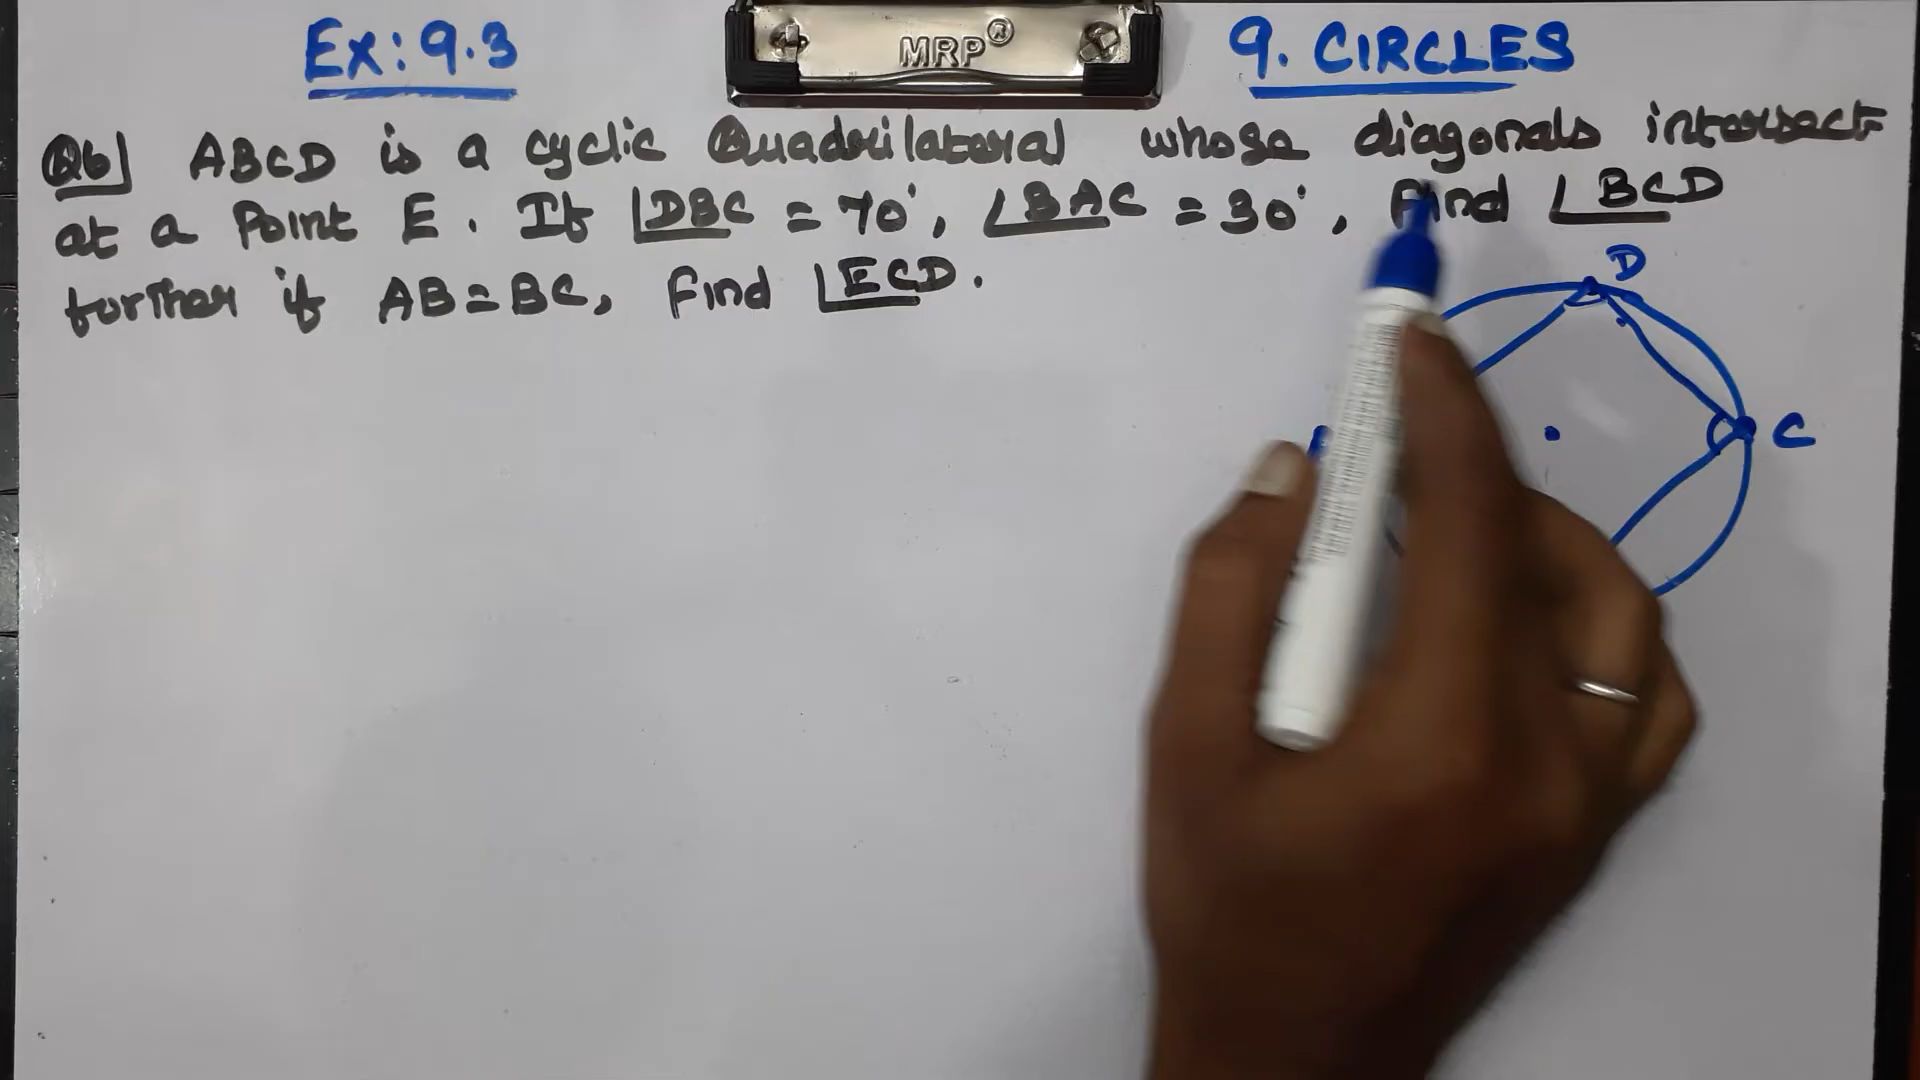 Ex: 9.3
MRP®
9. CIRCLES
Q6] ABCD is a cyclic Quadrilateral whose diagonals intersect
at a Point E. If ∠DBC = 70°, ∠BAC = 30°, Find ∠BCD
further if AB=BC, Find ∠ECD.
D
C